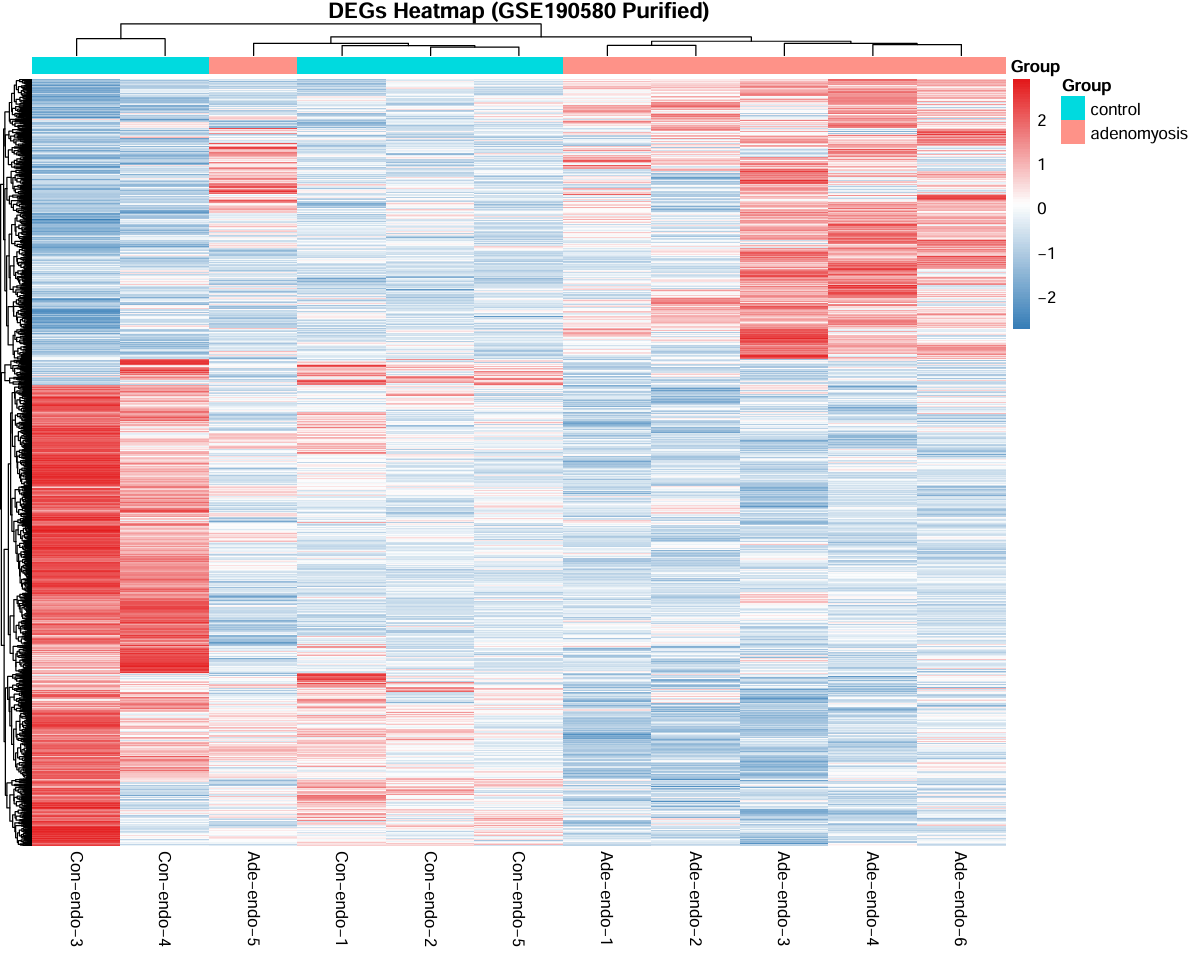 DEGs Heatmap (GSE190580 Purified)
Group
Group
control
adenomyosis
2
1
0
−1
−2
Con−endo−3
Con−endo−4
Ade−endo−5
Con−endo−1
Con−endo−2
Con−endo−5
Ade−endo−1
Ade−endo−2
Ade−endo−3
Ade−endo−4
Ade−endo−6